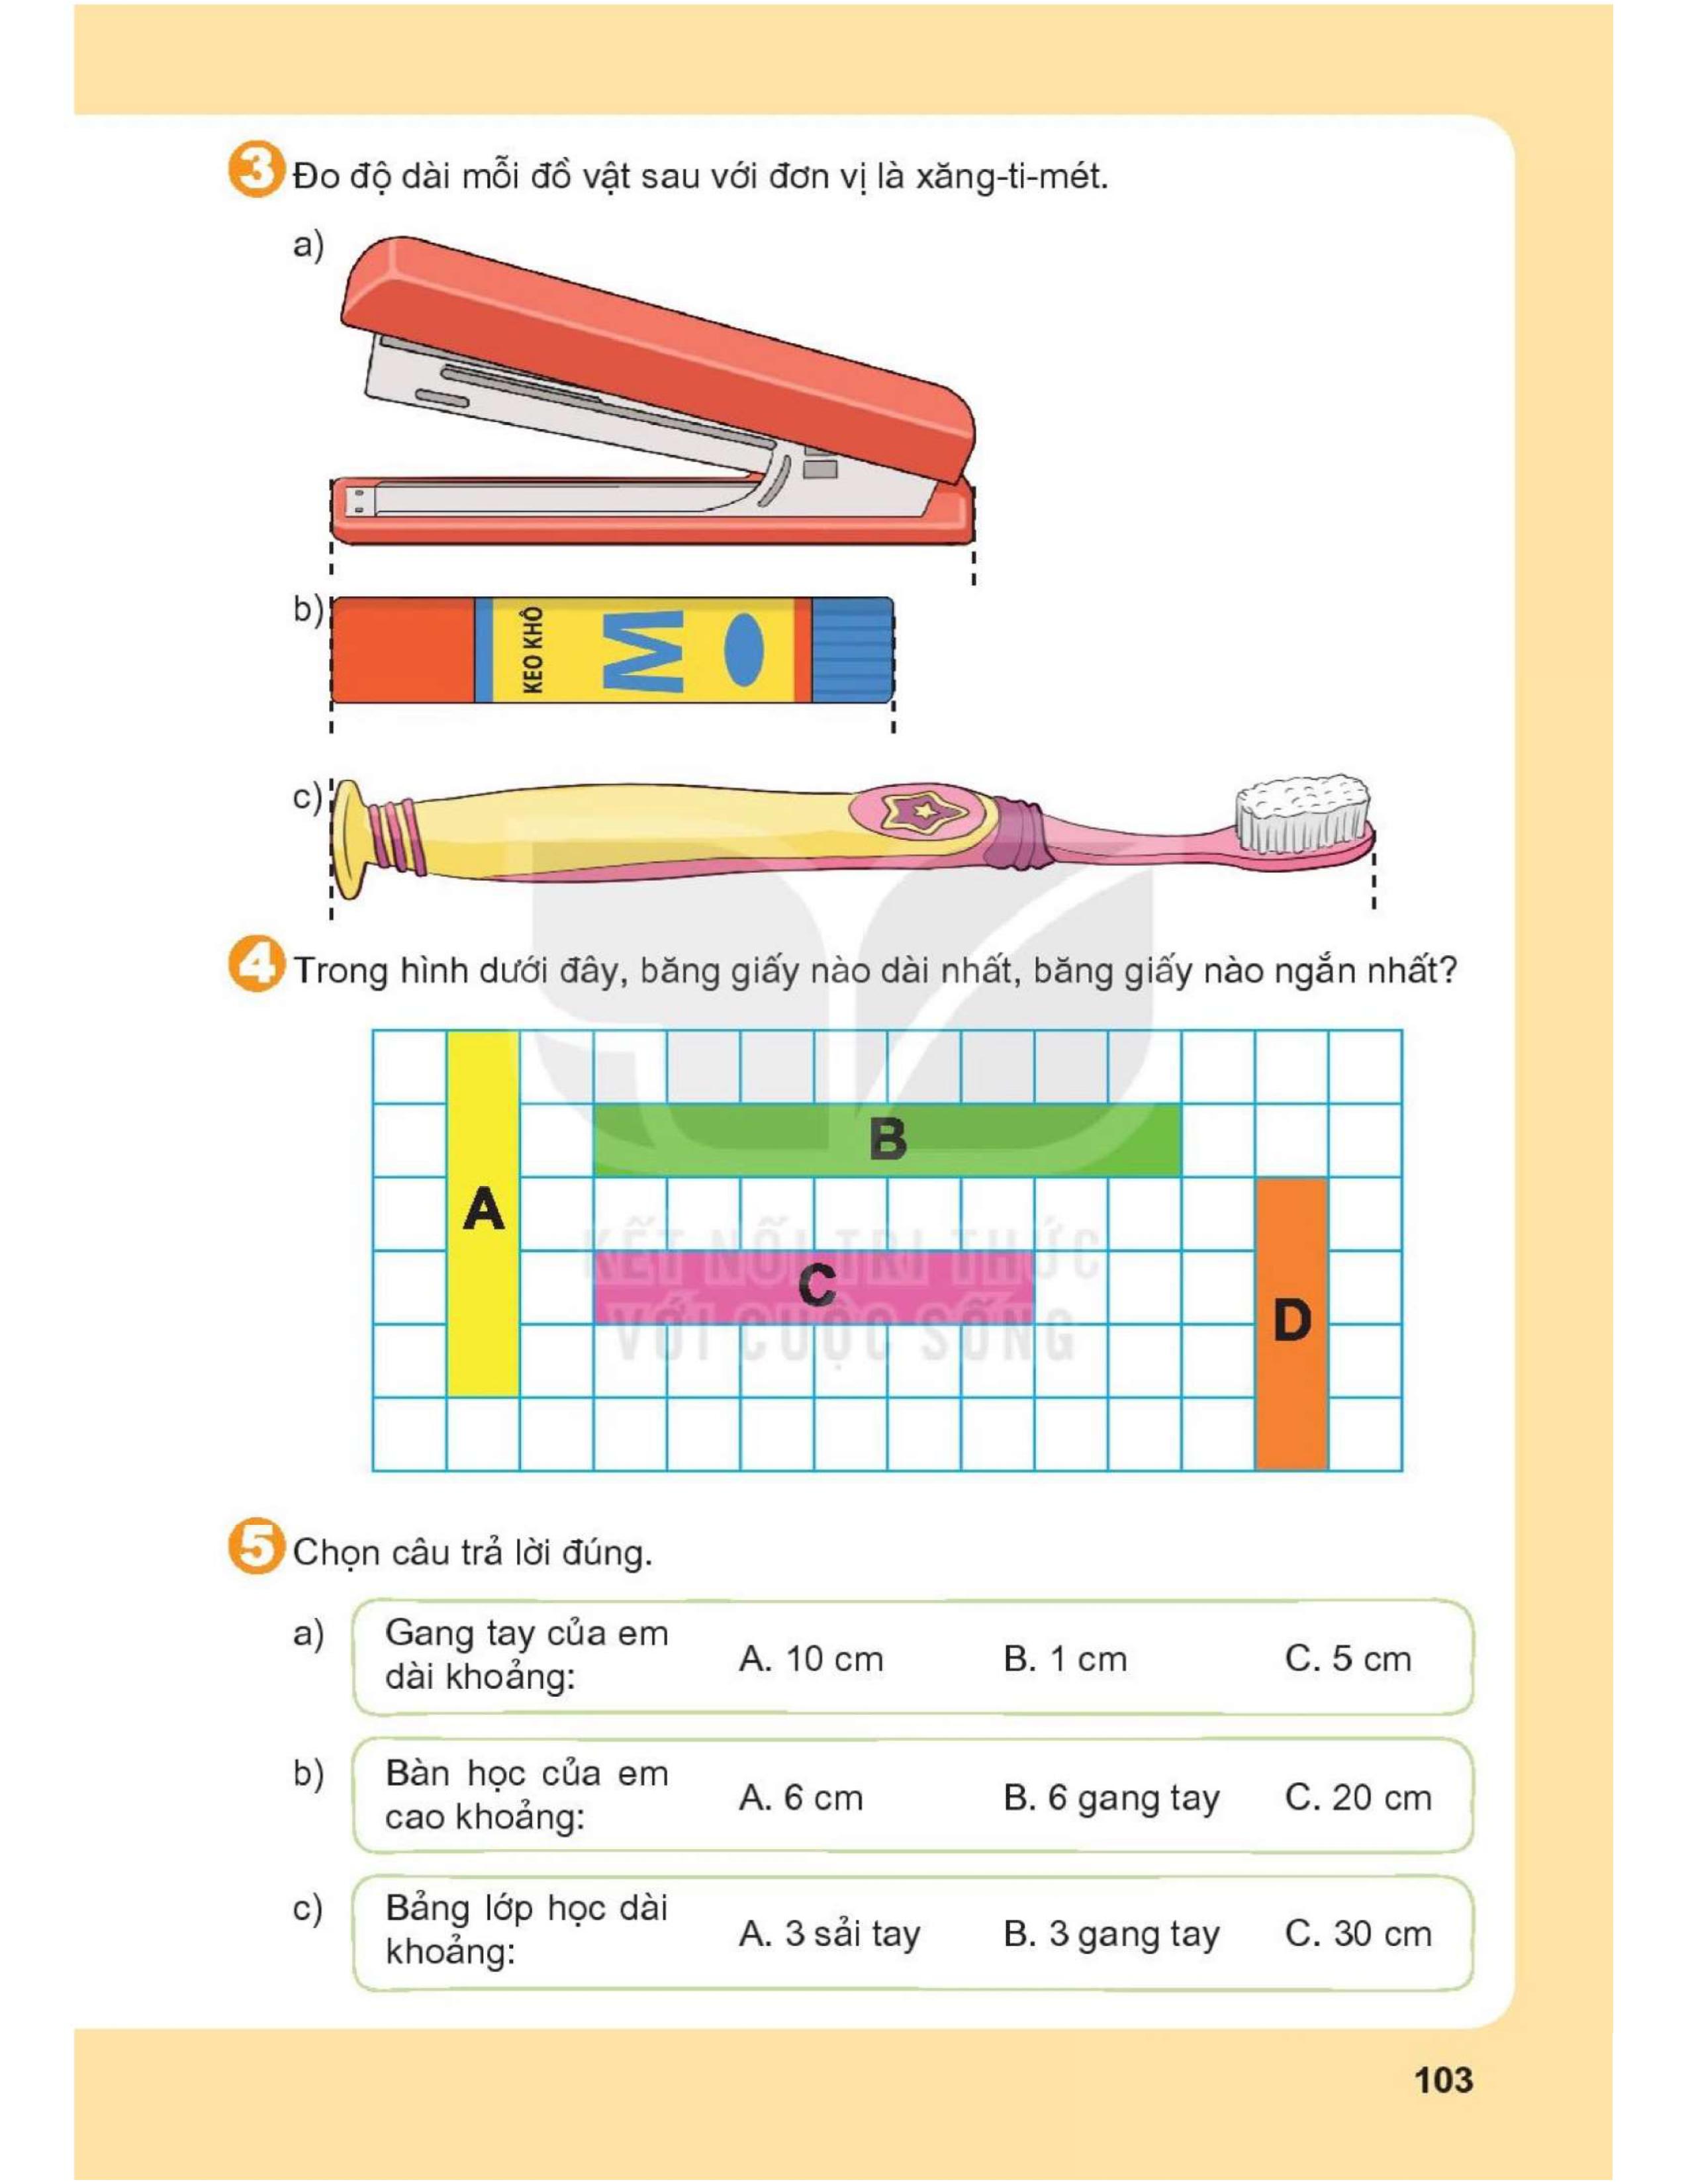 3 Đo độ dài mỗi đồ vật sau với đơn vị là xăng-ti-mét.
a)
b)
KEO KHÔ
M
c)
4 Trong hình dưới đây, băng giấy nào dài nhất, băng giấy nào ngắn nhất?
B
A
KẾT NỐI TRI THỨC
C
VỚI CUỘC SỐNG
D
5 Chọn câu trả lời đúng.
a) Gang tay của em
dài khoảng:
A. 10 cm B. 1 cm C. 5 cm
b) Bàn học của em
cao khoảng:
A. 6 cm B. 6 gang tay C. 20 cm
c) Bảng lớp học dài
khoảng:
A. 3 sải tay B. 3 gang tay C. 30 cm
103